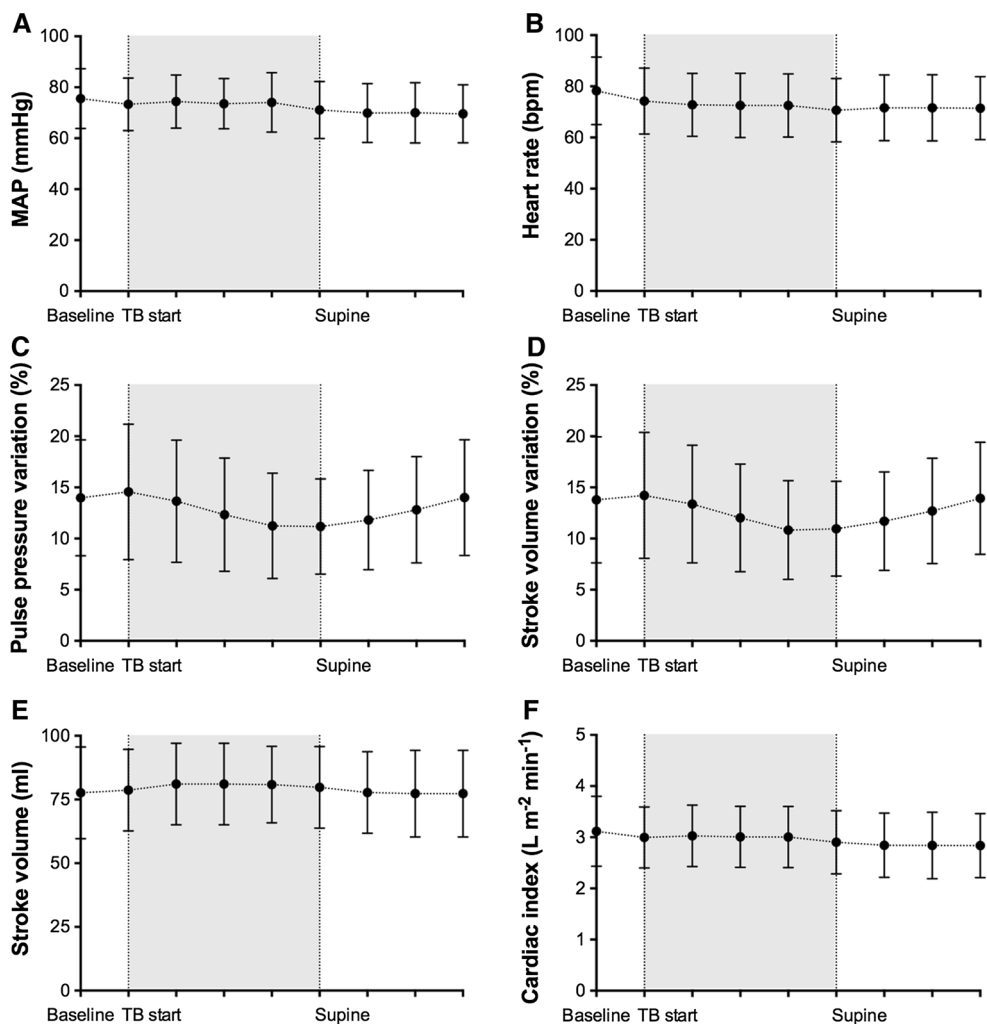 A
MAP (mmHg)
100
80
60
40
20
0
Baseline TB start Supine
B
Heart rate (bpm)
100
80
60
40
20
0
Baseline TB start Supine
C
Pulse pressure variation (%)
25
20
15
10
5
0
Baseline TB start Supine
D
Stroke volume variation (%)
25
20
15
10
5
0
Baseline TB start Supine
E
Stroke volume (ml)
100
75
50
25
0
Baseline TB start Supine
F
Cardiac index (L m⁻² min⁻¹)
5
4
3
2
1
0
Baseline TB start Supine